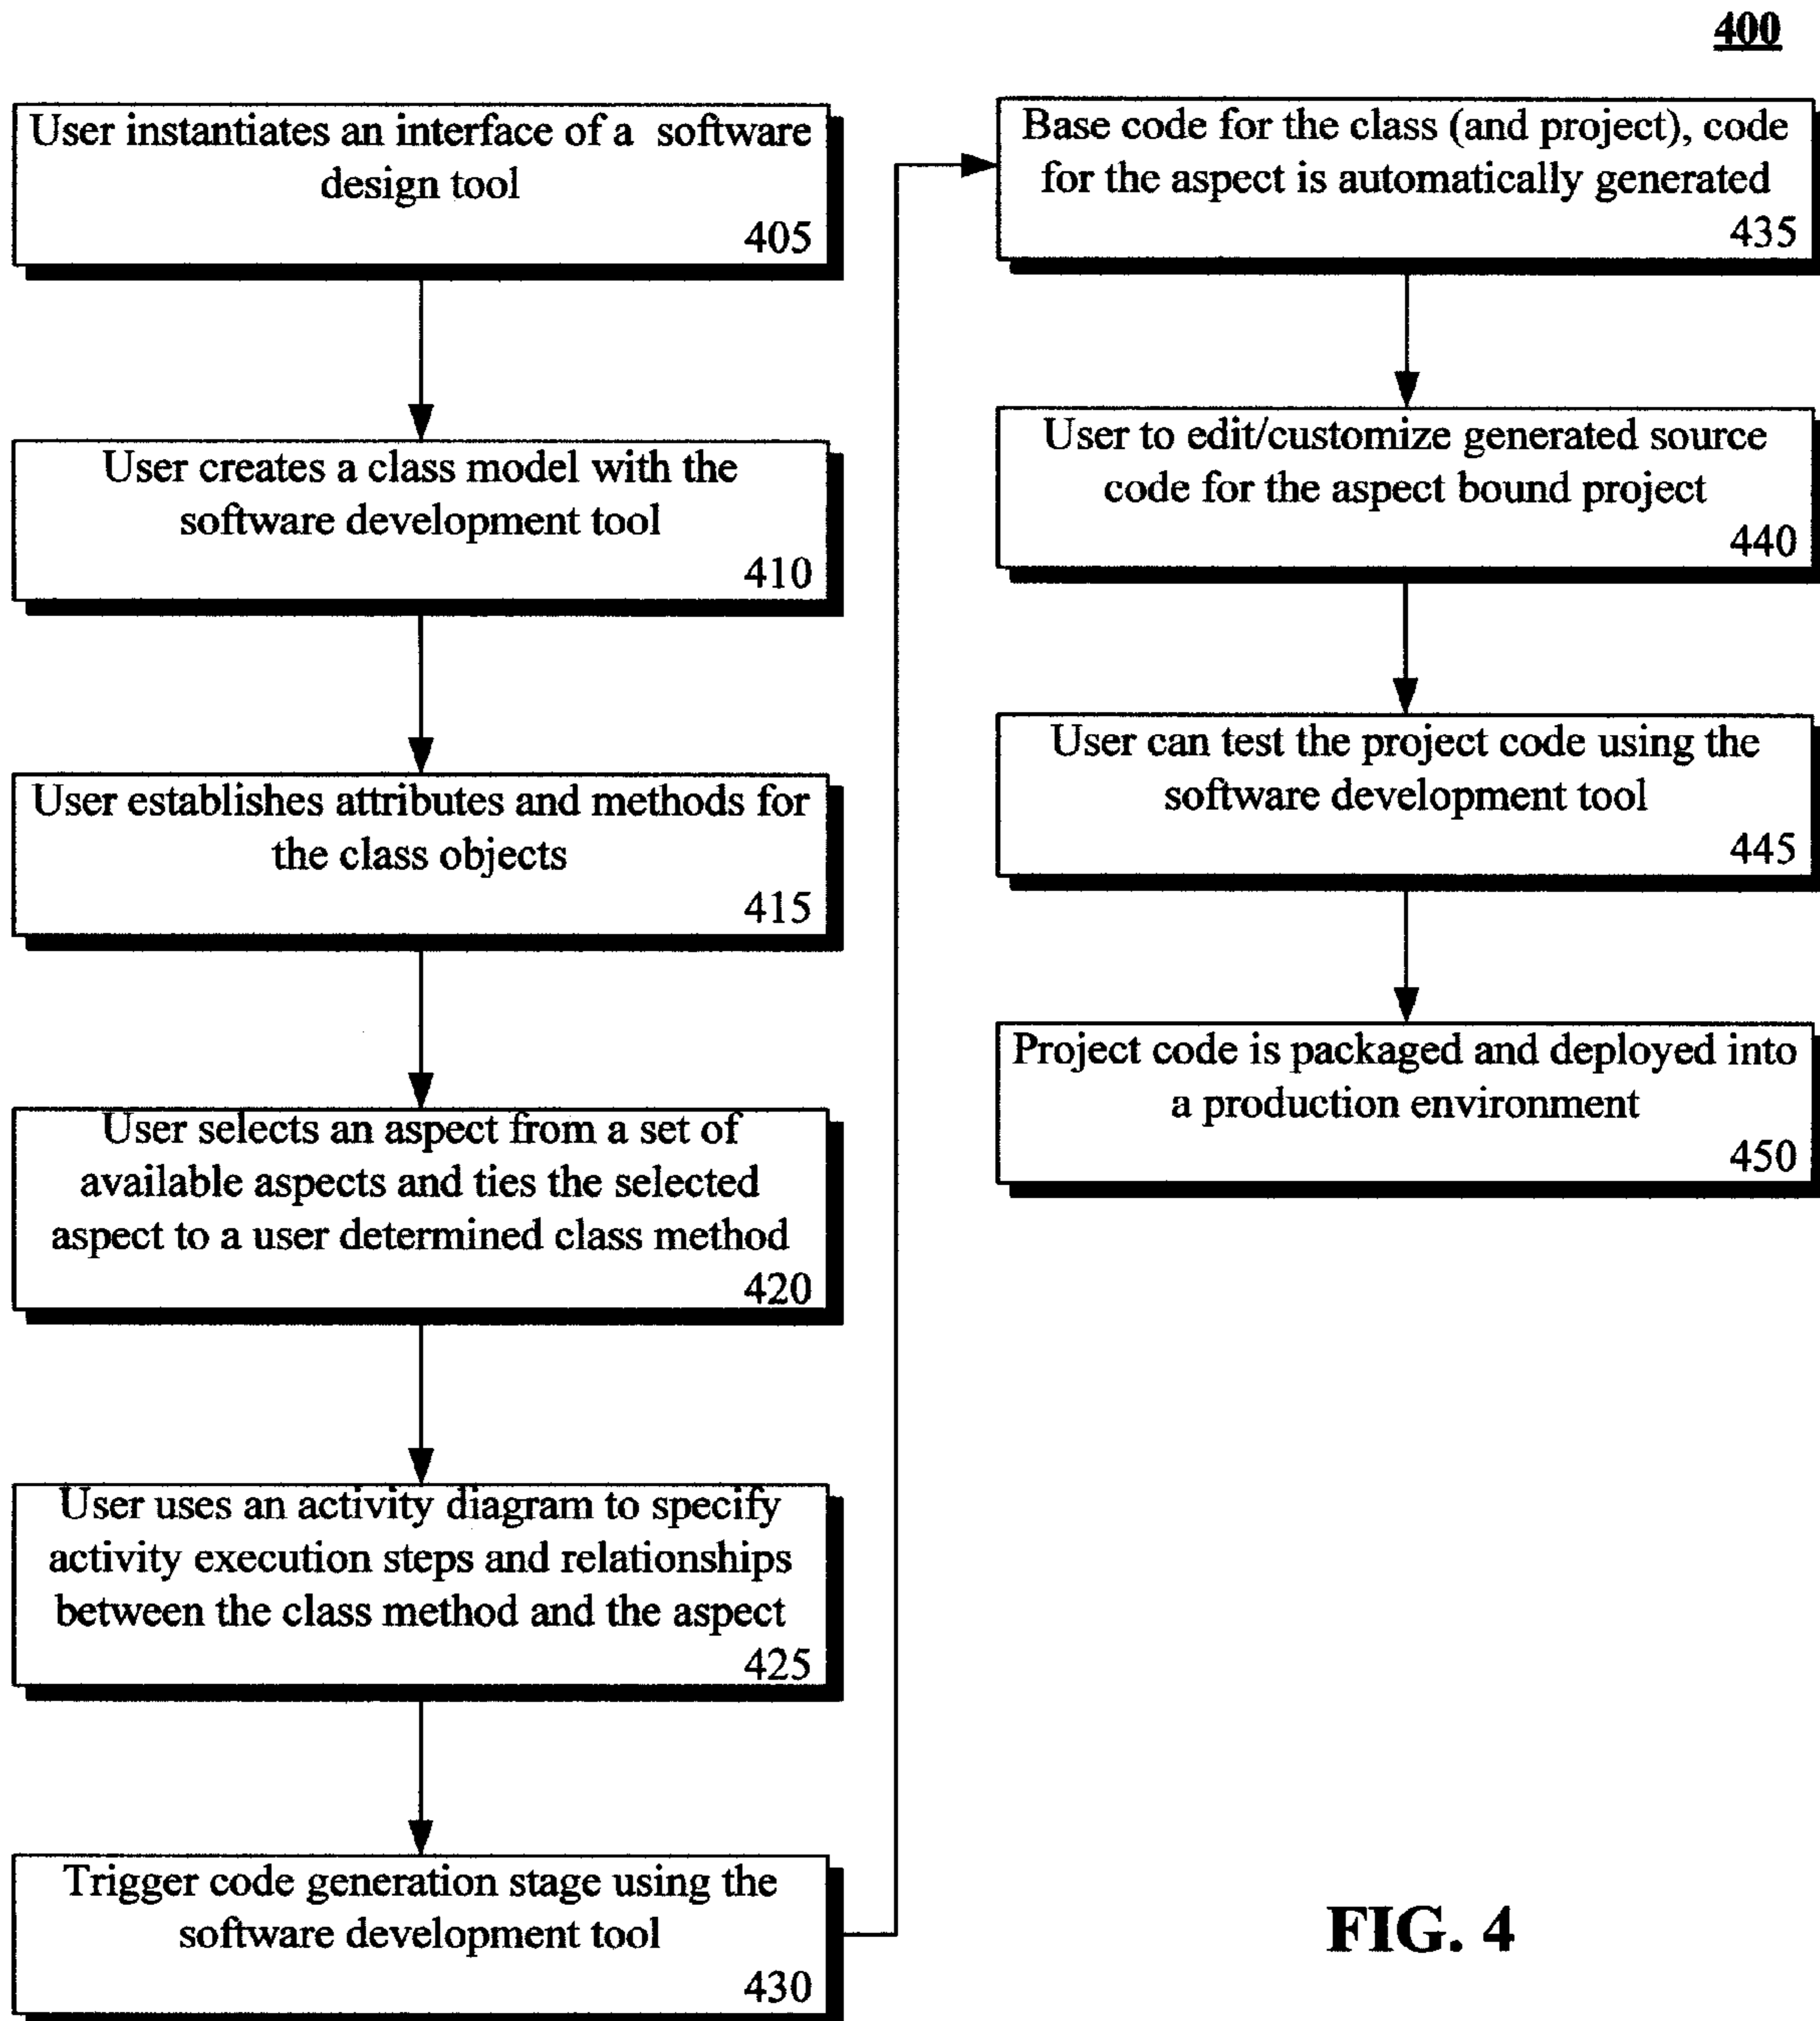 400
User instantiates an interface of a software
design tool
405
User creates a class model with the
software development tool
410
User establishes attributes and methods for
the class objects
415
User selects an aspect from a set of
available aspects and ties the selected
aspect to a user determined class method
420
User uses an activity diagram to specify
activity execution steps and relationships
between the class method and the aspect
425
Trigger code generation stage using the
software development tool
430
Base code for the class (and project), code
for the aspect is automatically generated
435
User to edit/customize generated source
code for the aspect bound project
440
User can test the project code using the
software development tool
445
Project code is packaged and deployed into
a production environment
450
FIG. 4